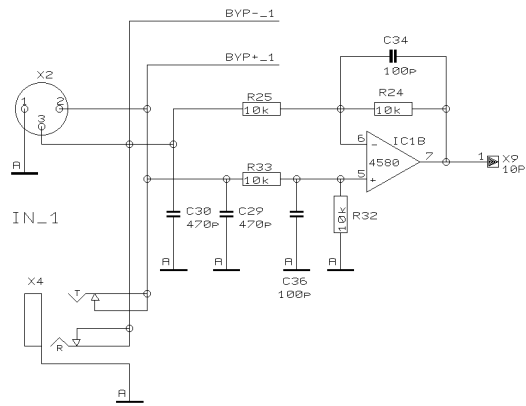 BYP-_1
BYP+_1
C34
100p
X2
1
2
3
R25
10k
R24
10k
A
6
-
IC1B
4580
7
1
X9
10P
R33
10k
5
+
IN_1
C30
470p
C29
470p
10k
R32
A
A
A
A
C36
100p
X4
T
R
A